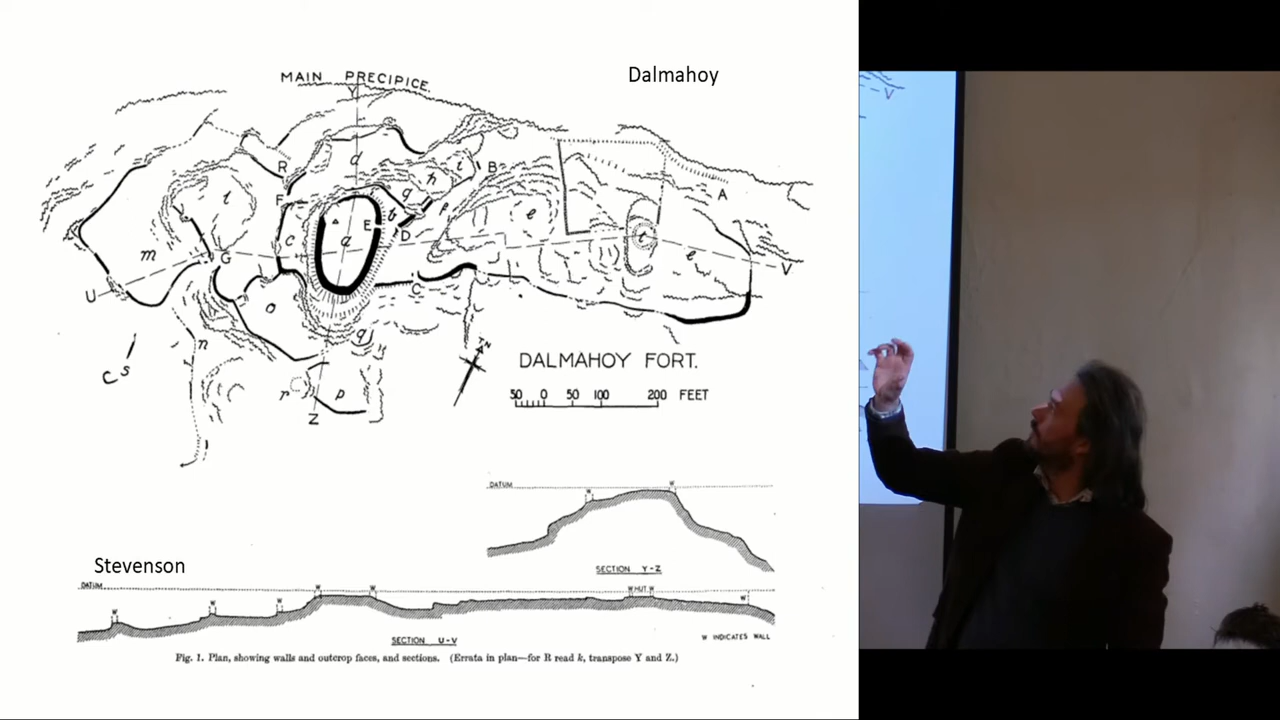 MAIN PRECIPICE.
Dalmahoy
Y
V
R
d
B
h
i
A
t
F
g
b
E
D
f
e
t
c
a
m
G
e
V
U
C
o
q
n
S
r
p
Z
N
DALMAHOY FORT.
50 0 50 100 200 FEET
DATUM
W W
SECTION Y-Z
Stevenson
DATUM
W W W W W W HUT W W
SECTION U-V
W INDICATES WALL
Fig. 1. Plan, showing walls and outcrop faces, and sections. (Errata in plan—for R read k, transpose Y and Z.)